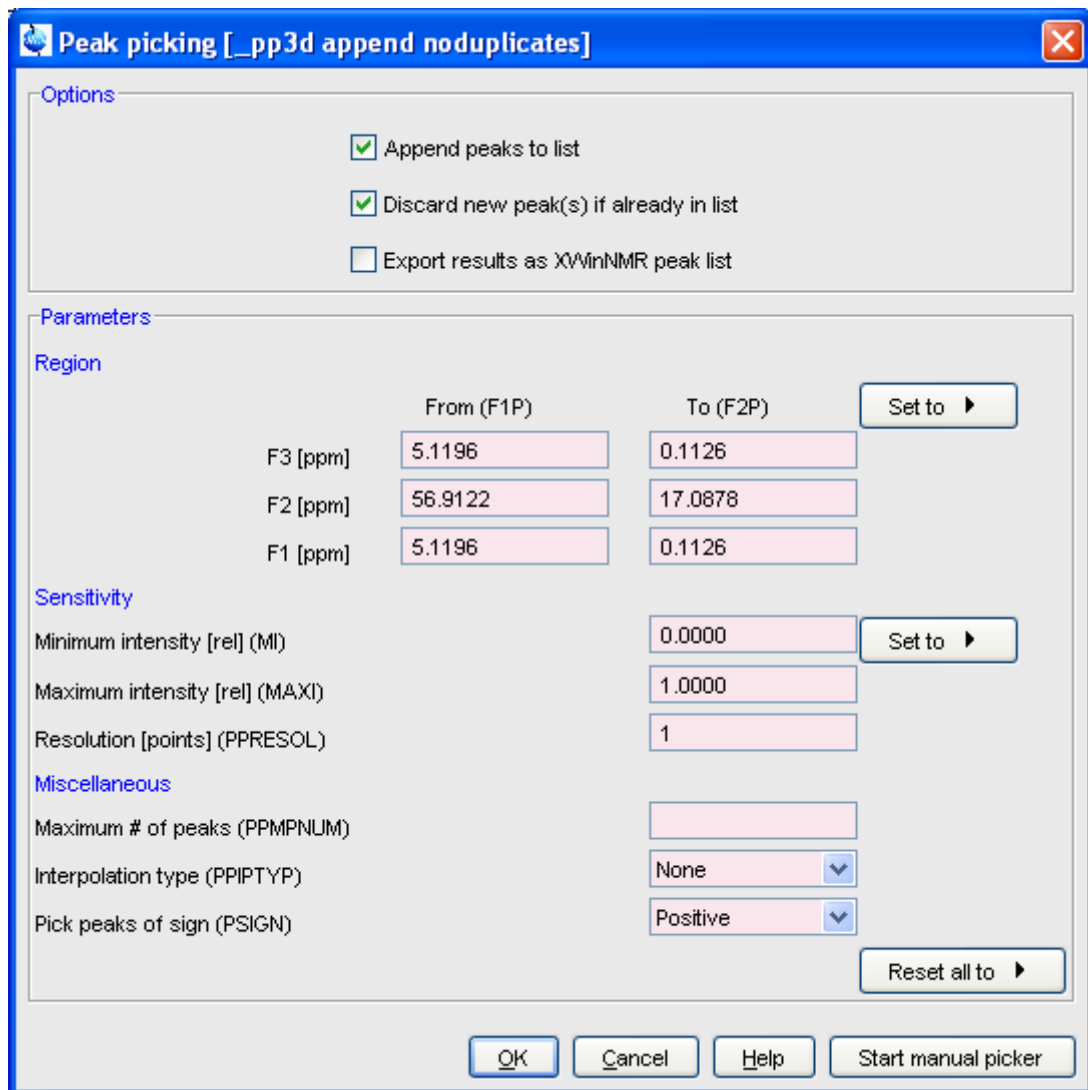 Peak picking [_pp3d append noduplicates]
Options
Append peaks to list
Discard new peak(s) if already in list
Export results as XWinNMR peak list
Parameters
Region
From (F1P) To (F2P) Set to
F3 [ppm] 5.1196 0.1126
F2 [ppm] 56.9122 17.0878
F1 [ppm] 5.1196 0.1126
Sensitivity
Minimum intensity [rel] (MI) 0.0000 Set to
Maximum intensity [rel] (MAXI) 1.0000
Resolution [points] (PPRESOL) 1
Miscellaneous
Maximum # of peaks (PPMPNUM)
Interpolation type (PPIPTYP) None
Pick peaks of sign (PSIGN) Positive
Reset all to
OK Cancel Help Start manual picker